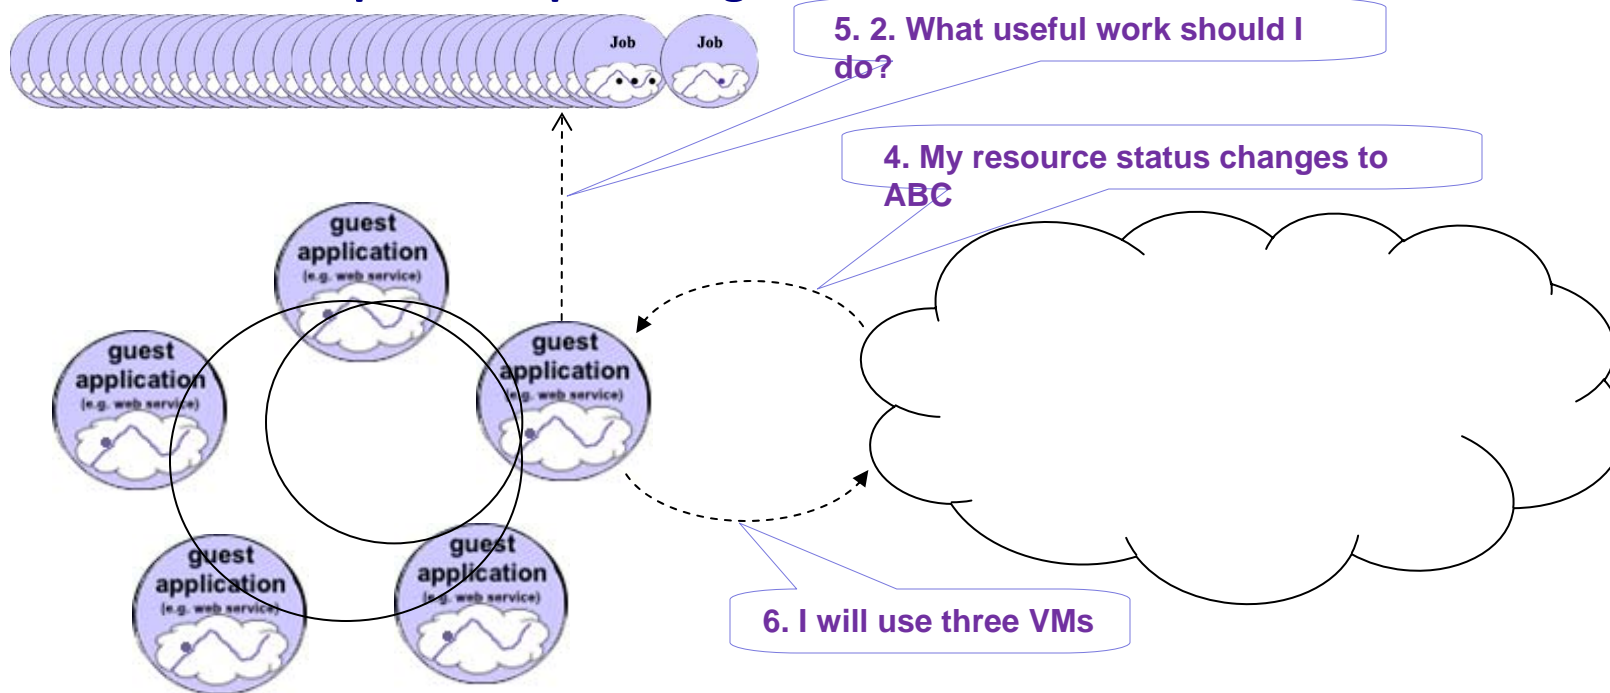 Job
Job
5. 2. What useful work should I
do?
4. My resource status changes to
ABC
guest
application
(e.g. web service)
guest
application
(e.g. web service)
guest
application
(e.g. web service)
guest
application
(e.g. web service)
guest
application
(e.g. web service)
6. I will use three VMs